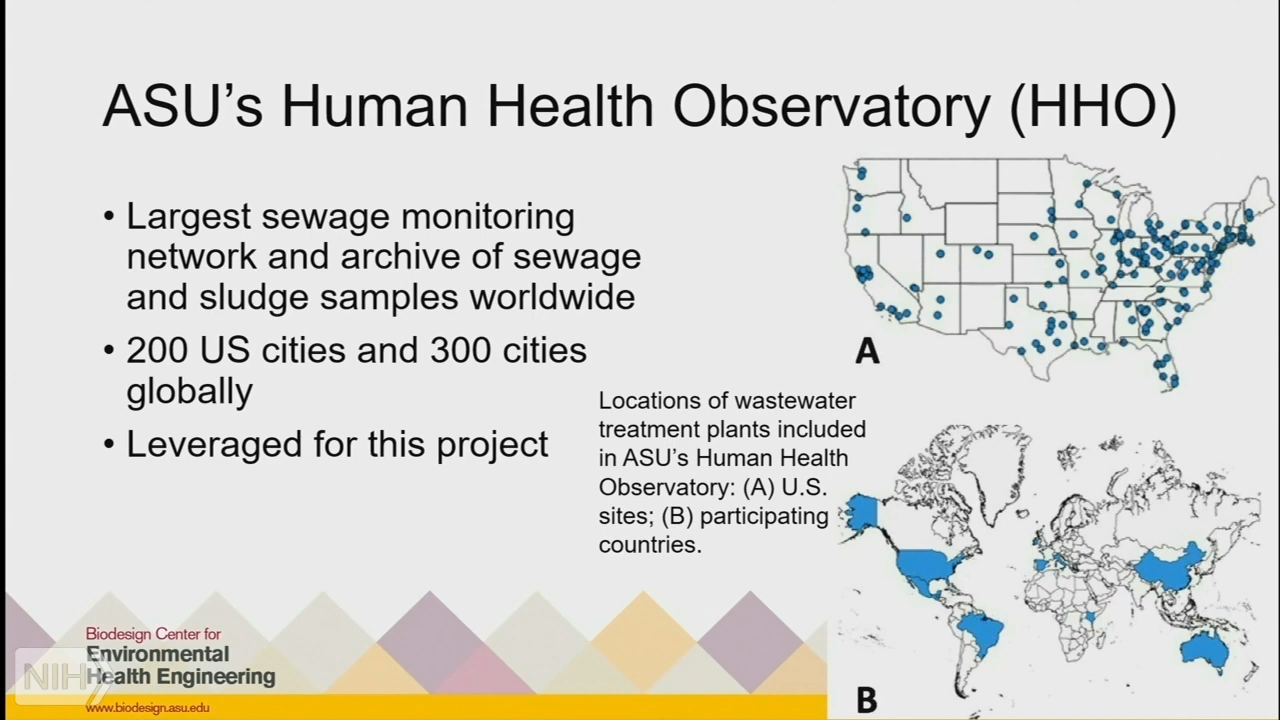 ASU’s Human Health Observatory (HHO)
• Largest sewage monitoring
network and archive of sewage
and sludge samples worldwide
• 200 US cities and 300 cities
globally
• Leveraged for this project
Locations of wastewater
treatment plants included
in ASU’s Human Health
Observatory: (A) U.S.
sites; (B) participating
countries.
A
B
Biodesign Center for
Environmental
Health Engineering
www.biodesign.asu.edu
NIH